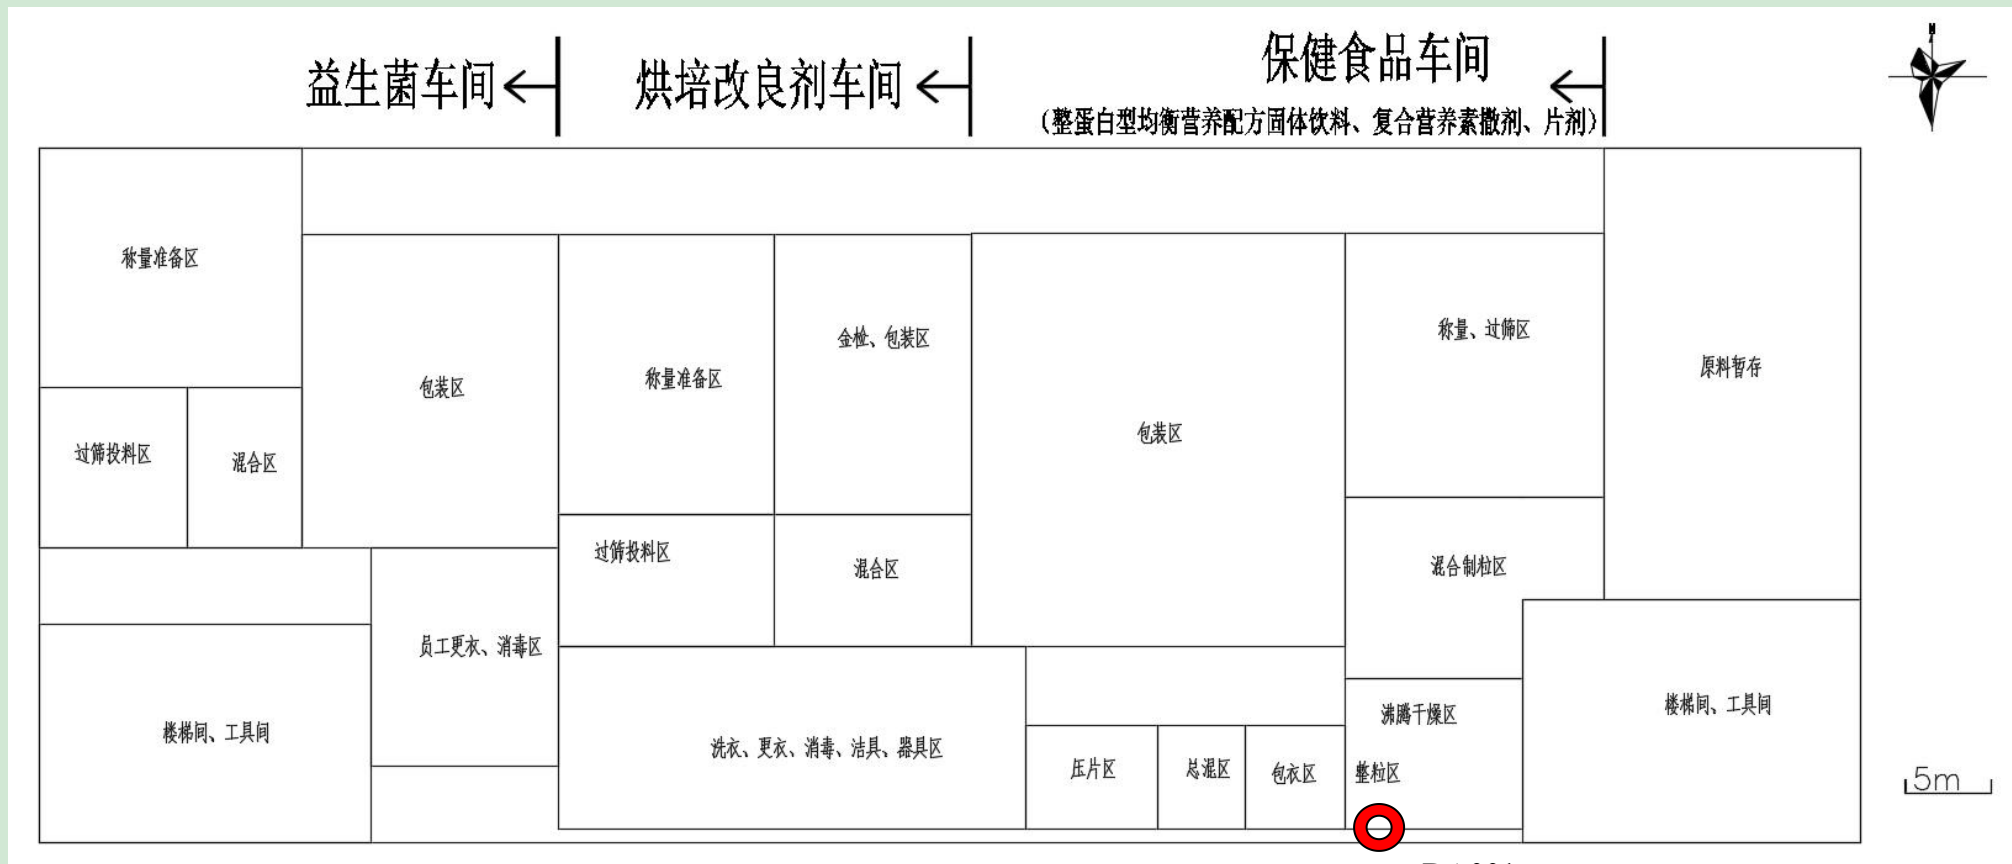 益生菌车间
烘培改良剂车间
保健食品车间
（整蛋白型均衡营养配方固体饮料、复合营养素撒剂、片剂）
N
称量准备区
包装区
称量准备区
金检、包装区
包装区
称量、过筛区
原料暂存
过筛投料区
混合区
过筛投料区
混合区
混合制粒区
员工更衣、消毒区
楼梯间、工具间
洗衣、更衣、消毒、洁具、器具区
压片区
总混区
包衣区
沸腾干燥区
整粒区
楼梯间、工具间
5m